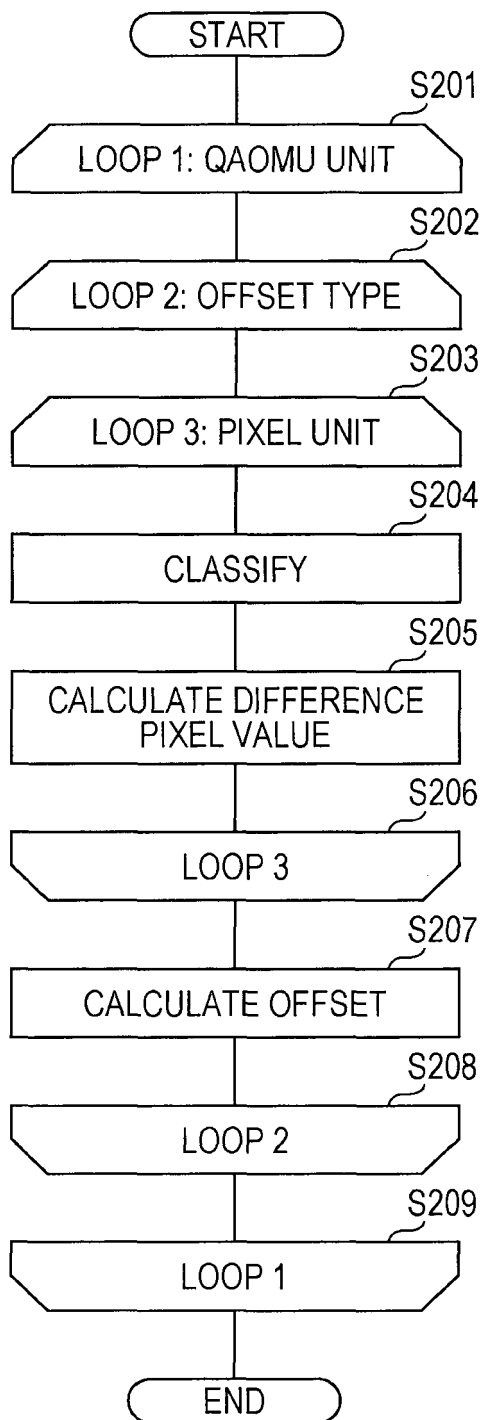 START
S201
LOOP 1: QAOMU UNIT
S202
LOOP 2: OFFSET TYPE
S203
LOOP 3: PIXEL UNIT
S204
CLASSIFY
S205
CALCULATE DIFFERENCE
PIXEL VALUE
S206
LOOP 3
S207
CALCULATE OFFSET
S208
LOOP 2
S209
LOOP 1
END